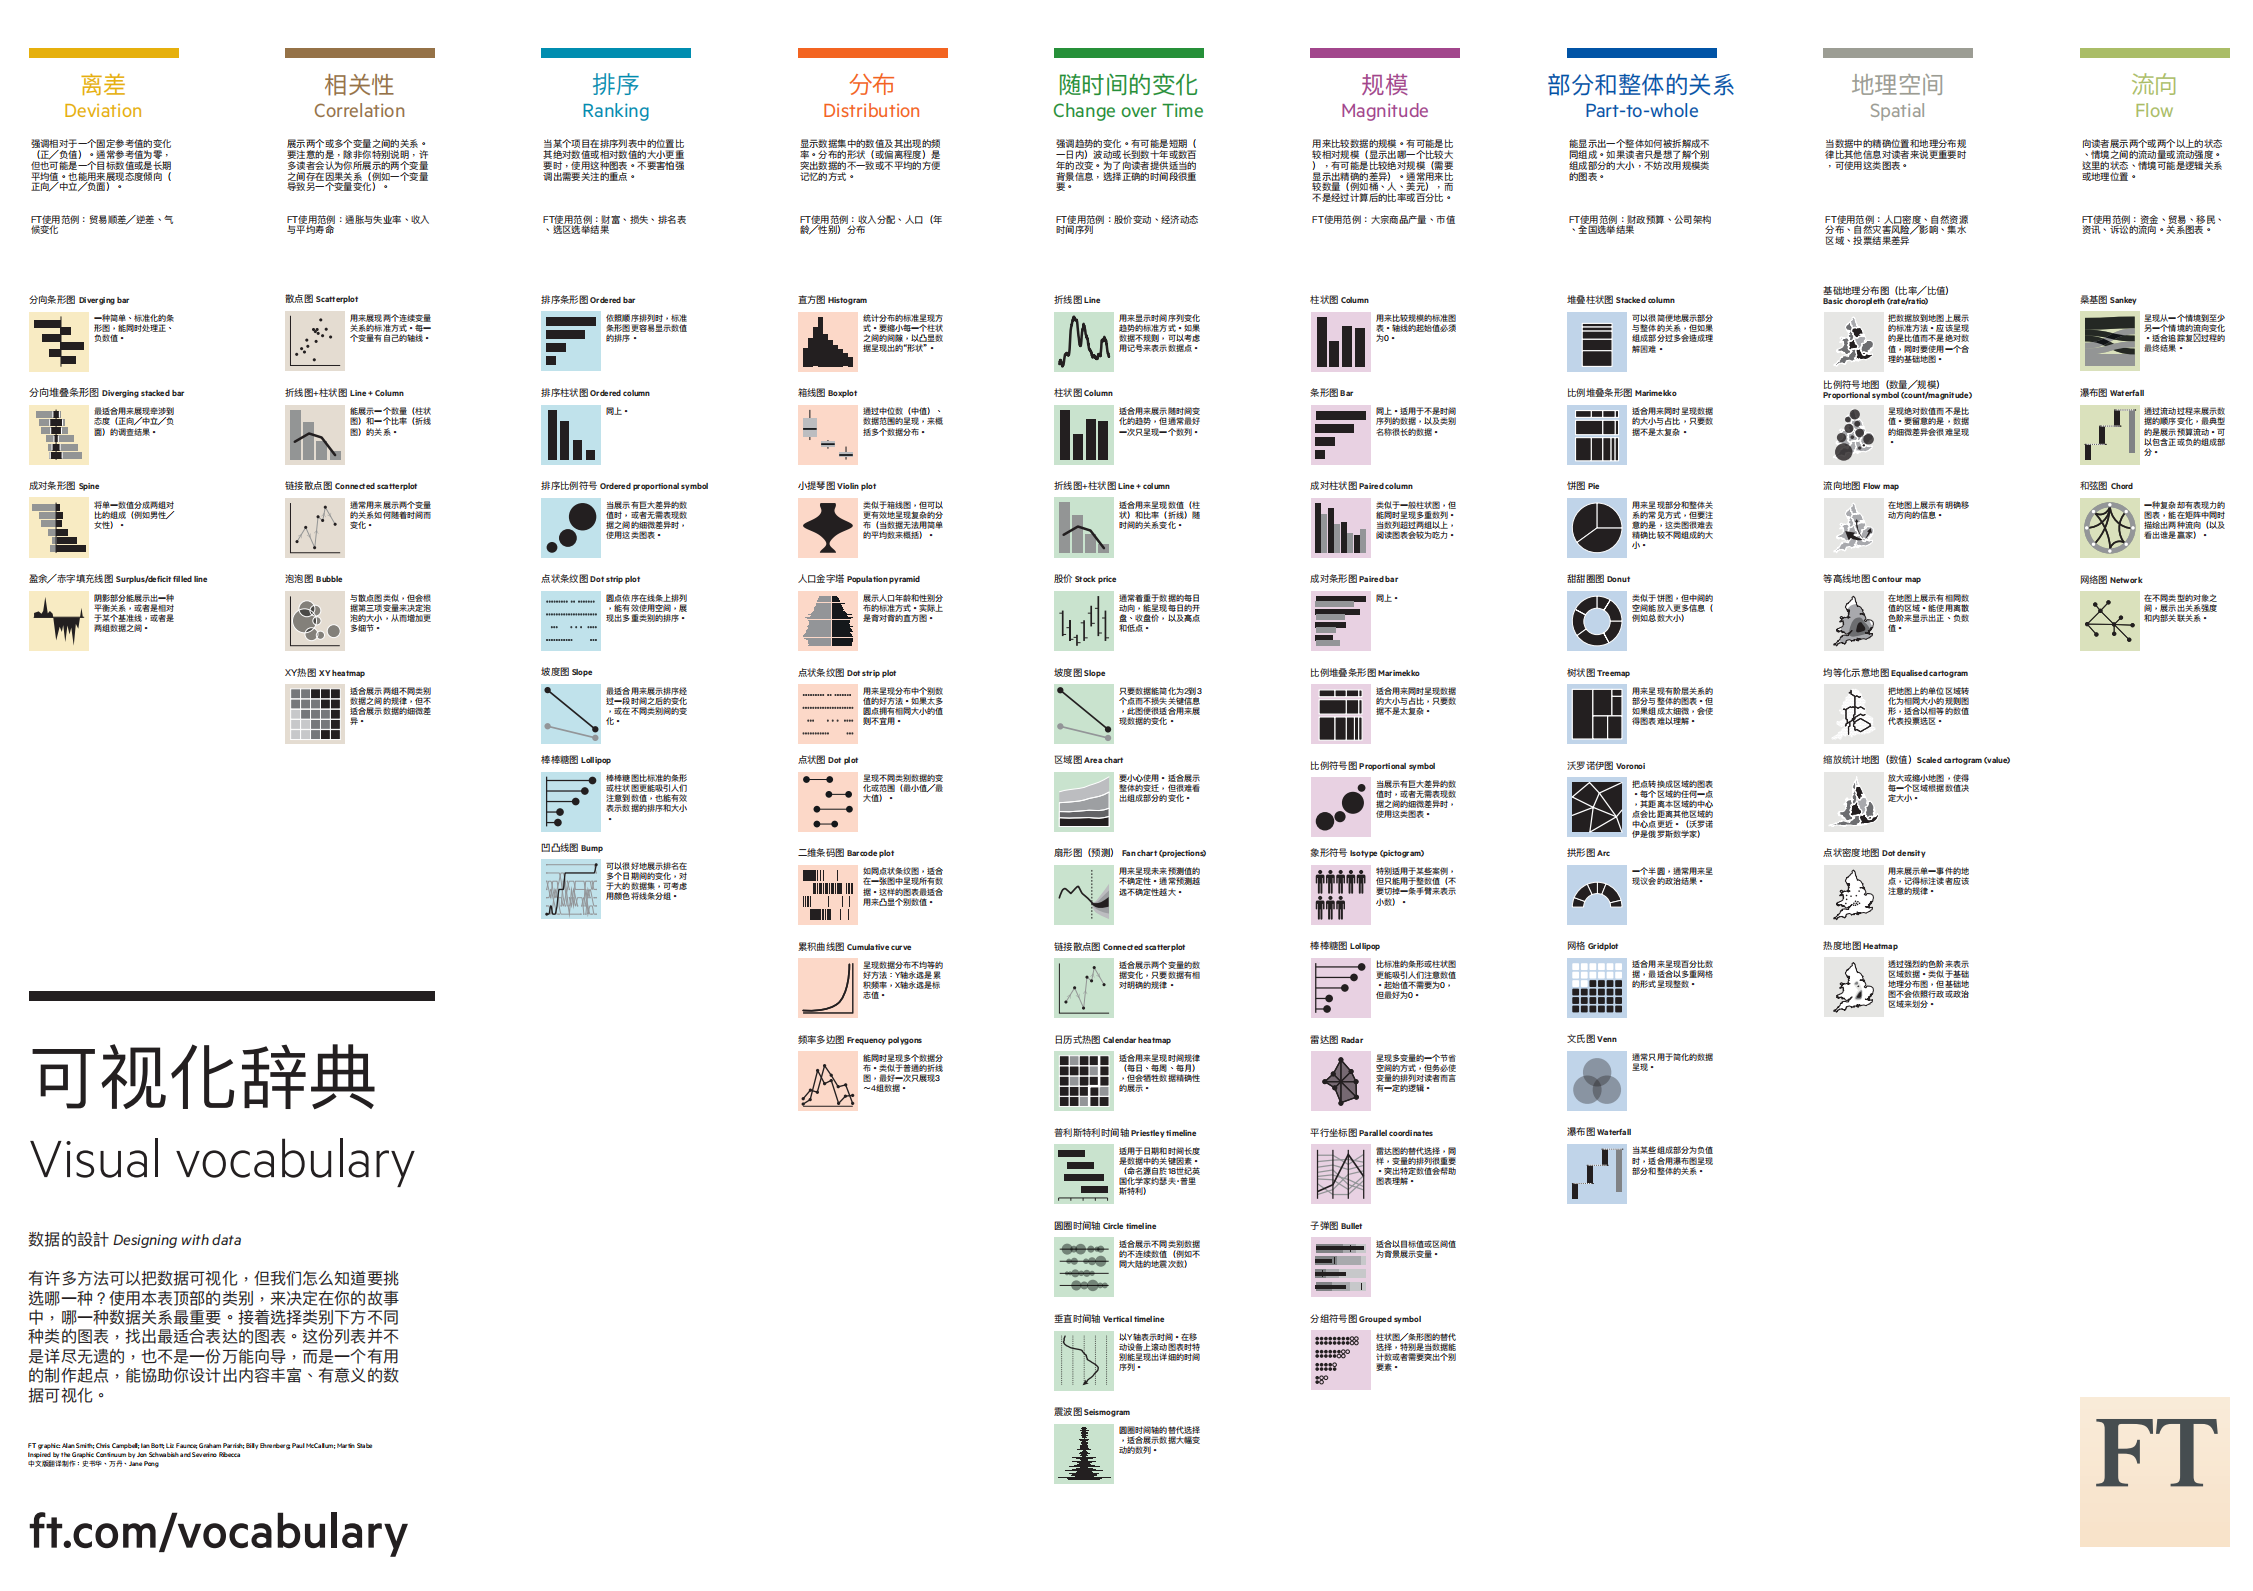 离差
Deviation
强调相对于一个固定参考值的变化
（正／负值）。通常参考值为零，
但也可能是一个目标数值或是长期
平均值。也能用来展现态度倾向（
正向／中立／负面）。
FT使用范例：贸易顺差／逆差、气
候变化
分向条形图 Diverging bar
一种简单、标准化的条
形图，能同时处理正、
负数值。
分向堆叠条形图 Diverging stacked bar
最适合用来展现牵涉到
态度（正向／中立／负
面）的调查结果。
成对条形图 Spine
将单一数值分成两组对
比的组成（例如男性／
女性）。
盈余／赤字填充线图 Surplus/deficit filled line
阴影部分能展示出一种
平衡关系，或者是相对
于某个基准线，或者是
两组数据之间。
相关性
Correlation
展示两个或多个变量之间的关系。
要注意的是，除非你特别说明，许
多读者会认为你所展示的两个变量
之间存在因果关系（例如一个变量
导致另一个变量变化）。
FT使用范例：通胀与失业率、收入
与平均寿命
散点图 Scatterplot
用来展现两个连续变量
关系的标准方式。每一
个变量有自己的轴线。
折线图+柱状图 Line + Column
能展示一个数量（柱状
图）和一个比率（折线
图）的关系。
链接散点图 Connected scatterplot
通常用来展示两个变量
的关系如何随着时间而
变化。
泡泡图 Bubble
与散点图类似，但会根
据第三项变量来决定泡
泡的大小，从而增加更
多细节。
XY热图 XY heatmap
适合展示两组不同类别
数据之间的规律，但不
适合展示数据的细微差
异。
排序
Ranking
当某个项目在排序列表中的位置比
其绝对数值或相对数值的大小更重
要时，使用这种图表。不要害怕强
调出需要关注的重点。
FT使用范例：财富、损失、排名表
、选区选举结果
排序条形图 Ordered bar
依照顺序排列时，标准
条形图更容易显示数值
的排序。
排序柱状图 Ordered column
同上。
排序比例符号 Ordered proportional symbol
当展示有巨大差异的数
值时，或者无需表现数
据之间的细微差异时，
使用这类图表。
点状条纹图 Dot strip plot
圆点依序在线条上排列
，能有效使用空间，展
现出多重类别的排序。
坡度图 Slope
最适合用来展示排序经
过一段时间之后的变化
，或在不同类别间的变
化。
棒棒糖图 Lollipop
棒棒糖图比标准的条形
或柱状图更能吸引人们
注意到数值，也能有效
表示数据的排序和大小
。
凹凸线图 Bump
可以很好地展示排名在
多个日期间的变化，对
于大的数据集，可考虑
用颜色将线条分组。
分布
Distribution
显示数据集中的数值及其出现的频
率。分布的形状（或偏离程度）是
突出数据的不一致或不平均的方便
记忆的方式。
FT使用范例：收入分配、人口（年
龄／性别）分布
直方图 Histogram
统计分布的标准呈现方
式。要缩小每一个柱状
之间的间隙，以凸显数
据呈现出的“形状”。
箱线图 Boxplot
通过中位数（中值）、
数据范围的呈现，来概
括多个数据分布。
小提琴图 Violin plot
类似于箱线图，但可以
更有效地呈现复杂的分
布（当数据无法用简单
的平均数来概括）。
人口金字塔 Population pyramid
展示人口年龄和性别分
布的标准方式。实际上
是背对背的直方图。
点状条纹图 Dot strip plot
用来呈现分布中个别数
值的好方法。如果太多
圆点拥有相同大小的值
则不宜用。
点状图 Dot plot
呈现不同类别数据的变
化或范围（最小值／最
大值）。
二维条码图 Barcode plot
如同点状条纹图，适合
在一张图中呈现所有数
据。这样的图表最适合
用来凸显个别数值。
累积曲线图 Cumulative curve
呈现数据分布不均等的
好方法：Y轴永远是累
积频率，X轴永远是标
志值。
频率多边图 Frequency polygons
能同时呈现多个数据分
布。类似于普通的折线
图，最好一次只展现3
～4组数据。
随时间的变化
Change over Time
强调趋势的变化。有可能是短期（
一日内）波动或长到数十年或数百
年的改变。为了向读者提供适当的
背景信息，选择正确的时间段很重
要。
FT使用范例：股价变动、经济动态
时间序列
折线图 Line
用来显示时间序列变化
趋势的标准方式。如果
数据不规则，可以考虑
用记号来表示数据点。
柱状图 Column
适合用来展示随时间变
化的趋势，但通常最好
一次只呈现一个数列。
折线图+柱状图 Line + column
适合用来呈现数值（柱
状）和比率（折线）随
时间的关系变化。
股价 Stock price
通常着重于数据的每日
动向，能呈现每日的开
盘、收盘价，以及高点
和低点。
坡度图 Slope
只要数据能简化为2到3
个点而不损失关键信息
，此图便很适合用来展
现数据的变化。
区域图 Area chart
要小心使用。适合展示
整体的变迁，但很难看
出组成部分的变化。
扇形图（预测） Fan chart (projections)
用来呈现未来预测值的
不确定性。通常预测越
远不确定性越大。
链接散点图 Connected scatterplot
适合展示两个变量的数
据变化，只要数据有相
对明确的规律。
日历式热图 Calendar heatmap
适合用来呈现时间规律
（每日、每周、每月）
，但会牺牲数据精确性
的展示。
普利斯特利时间轴 Priestley timeline
适用于日期和时间长度
是数据中的关键因素。
（命名源自於18世纪英
国化学家约瑟夫·普里
斯特利）
圆圈时间轴 Circle timeline
适合展示不同类别数据
的不连续数值（例如不
同大陆的地震次数）
垂直时间轴 Vertical timeline
以Y轴表示时间。在移
动设备上滚动图表时特
别能呈现出详细的时间
序列。
震波图 Seismogram
圆圈时间轴的替代选择
，适合展示数据大幅变
动的数列。
规模
Magnitude
用来比较数据的规模。有可能是比
较相对规模（显示出哪一个比较大
），有可能是比较绝对规模（需要
显示出精确的差异）。通常用来比
较数量（例如桶、人、美元），而
不是经过计算后的比率或百分比。
FT使用范例：大宗商品产量、市值
柱状图 Column
用来比较规模的标准图
表。轴线的起始值必须
为0。
条形图 Bar
同上。适用于不是时间
序列的数据，以及类别
名称很长的数据。
成对柱状图 Paired column
类似于一般柱状图，但
能同时呈现多重数列。
当数列超过两组以上，
阅读图表会较为吃力。
成对条形图 Paired bar
同上。
比例堆叠条形图 Marimekko
适合用来同时呈现数据
的大小与占比，只要数
据不是太复杂。
比例符号图 Proportional symbol
当展示有巨大差异的数
值时，或者无需表现数
据之间的细微差异时，
使用这类图表。
象形符号 Isotype (pictogram)
特别适用于某些案例，
但只能用于整数值（不
要切掉一条手臂来表示
小数）。
棒棒糖图 Lollipop
比标准的条形或柱状图
更能吸引人们注意数值
。起始值不需要为0，
但最好为0。
雷达图 Radar
呈现多变量的一个节省
空间的方式，但务必使
变量的排列对读者而言
有一定的逻辑。
平行坐标图 Parallel coordinates
雷达图的替代选择，同
样，变量的排列很重要
。突出特定数值会帮助
图表理解。
子弹图 Bullet
适合以目标值或区间值
为背景展示变量。
分组符号图 Grouped symbol
柱状图／条形图的替代
选择，特别是当数据能
计数或者需要突出个别
要素。
部分和整体的关系
Part-to-whole
能显示出一个整体如何被拆解成不
同组成。如果读者只是想了解个别
组成部分的大小，不妨改用规模类
的图表。
FT使用范例：财政预算、公司架构
、全国选举结果
堆叠柱状图 Stacked column
可以很简便地展示部分
与整体的关系，但如果
组成部分过多会造成理
解困难。
比例堆叠条形图 Marimekko
适合用来同时呈现数据
的大小与占比，只要数
据不是太复杂。
饼图 Pie
用来呈现部分和整体关
系的常见方式，但要注
意的是，这类图很难去
精确比较不同组成的大
小。
甜甜圈图 Donut
类似于饼图，但中间的
空间能放入更多信息（
例如总数大小）
树状图 Treemap
用来呈现有阶层关系的
部分与整体的图表。但
如果组成太细微，会使
得图表难以理解。
沃罗诺伊图 Voronoi
把点转换成区域的图表
。每个区域的任何一点
，其距离本区域的中心
点会比距离其他区域的
中心点更近。（沃罗诺
伊是俄罗斯数学家）
拱形图 Arc
一个半圆，通常用来呈
现议会的政治结果。
网格 Gridplot
适合用来呈现百分比数
据，最适合以多重网格
的形式呈现整数。
文氏图 Venn
通常只用于简化的数据
呈现。
瀑布图 Waterfall
当某些组成部分为负值
时，适合用瀑布图呈现
部分和整体的关系。
地理空间
Spatial
当数据中的精确位置和地理分布规
律比其他信息对读者来说更重要时
，可使用这类图表。
FT使用范例：人口密度、自然资源
分布、自然灾害风险／影响、集水
区域、投票结果差异
基础地理分布图（比率／比值）
Basic choropleth (rate/ratio)
把数据放到地图上展示
的标准方法。应该呈现
的是比值而不是绝对数
值，同时要使用一个合
理的基础地图。
比例符号地图（数量／规模）
Proportional symbol (count/magnitude)
呈现绝对数值而不是比
值。要留意的是，数据
的细微差异会很难呈现
。
流向地图 Flow map
在地图上展示有明确移
动方向的信息。
等高线地图 Contour map
在地图上展示有相同数
值的区域。能使用离散
色阶来显示出正、负数
值。
均等化示意地图 Equalised cartogram
把地图上的单位区域转
化为相同大小的规则图
形，适合以相等的数值
代表投票选区。
缩放统计地图（数值） Scaled cartogram (value)
放大或缩小地图，使得
每一个区域根据数值决
定大小。
点状密度地图 Dot density
用来展示单一事件的地
点，记得标注读者应该
注意的规律。
热度地图 Heatmap
透过强烈的色阶来表示
区域数据。类似于基础
地理分布图，但基础地
图不会依照行政或政治
区域来划分。
流向
Flow
向读者展示两个或两个以上的状态
、情境之间的流动量或流动强度。
这里的状态、情境可能是逻辑关系
或地理位置。
FT使用范例：资金、贸易、移民、
资讯、诉讼的流向。关系图表。
桑基图 Sankey
呈现从一个情境到至少
另一个情境的流向变化
。适合追踪复杂过程的
最终结果。
瀑布图 Waterfall
通过流动过程来展示数
据的顺序变化，最典型
的是展示预算流动。可
以包含正或负的组成部
分。
和弦图 Chord
一种复杂却有表现力的
图表，能在矩阵中同时
描绘出两种流向（以及
看出谁是赢家）。
网络图 Network
在不同类型的对象之
间，展示出关系强度
和内部关联关系。
可视化辞典
Visual vocabulary
数据的設計 Designing with data
有许多方法可以把数据可视化，但我们怎么知道要挑
选哪一种？使用本表顶部的类别，来决定在你的故事
中，哪一种数据关系最重要。接着选择类别下方不同
种类的图表，找出最适合表达的图表。这份列表并不
是详尽无遗的，也不是一份万能向导，而是一个有用
的制作起点，能協助你设计出内容丰富、有意义的数
据可视化。
FT graphic: Alan Smith; Chris Campbell; Ian Bott; Liz Faunce; Graham Parrish; Billy Ehrenberg; Paul McCallum; Martin Stabe
Inspired by the Graphic Continuum by Jon Schwabish and Severino Ribecca
中文版翻译制作：史书华、万丹、Jane Pong
ft.com/vocabulary
FT